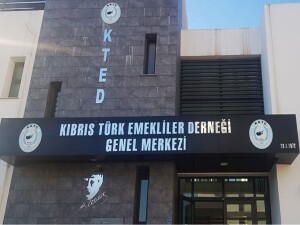 KTED
KIBRIS TÜRK EMEKLİLER DERNEĞİ
GENEL MERKEZİ